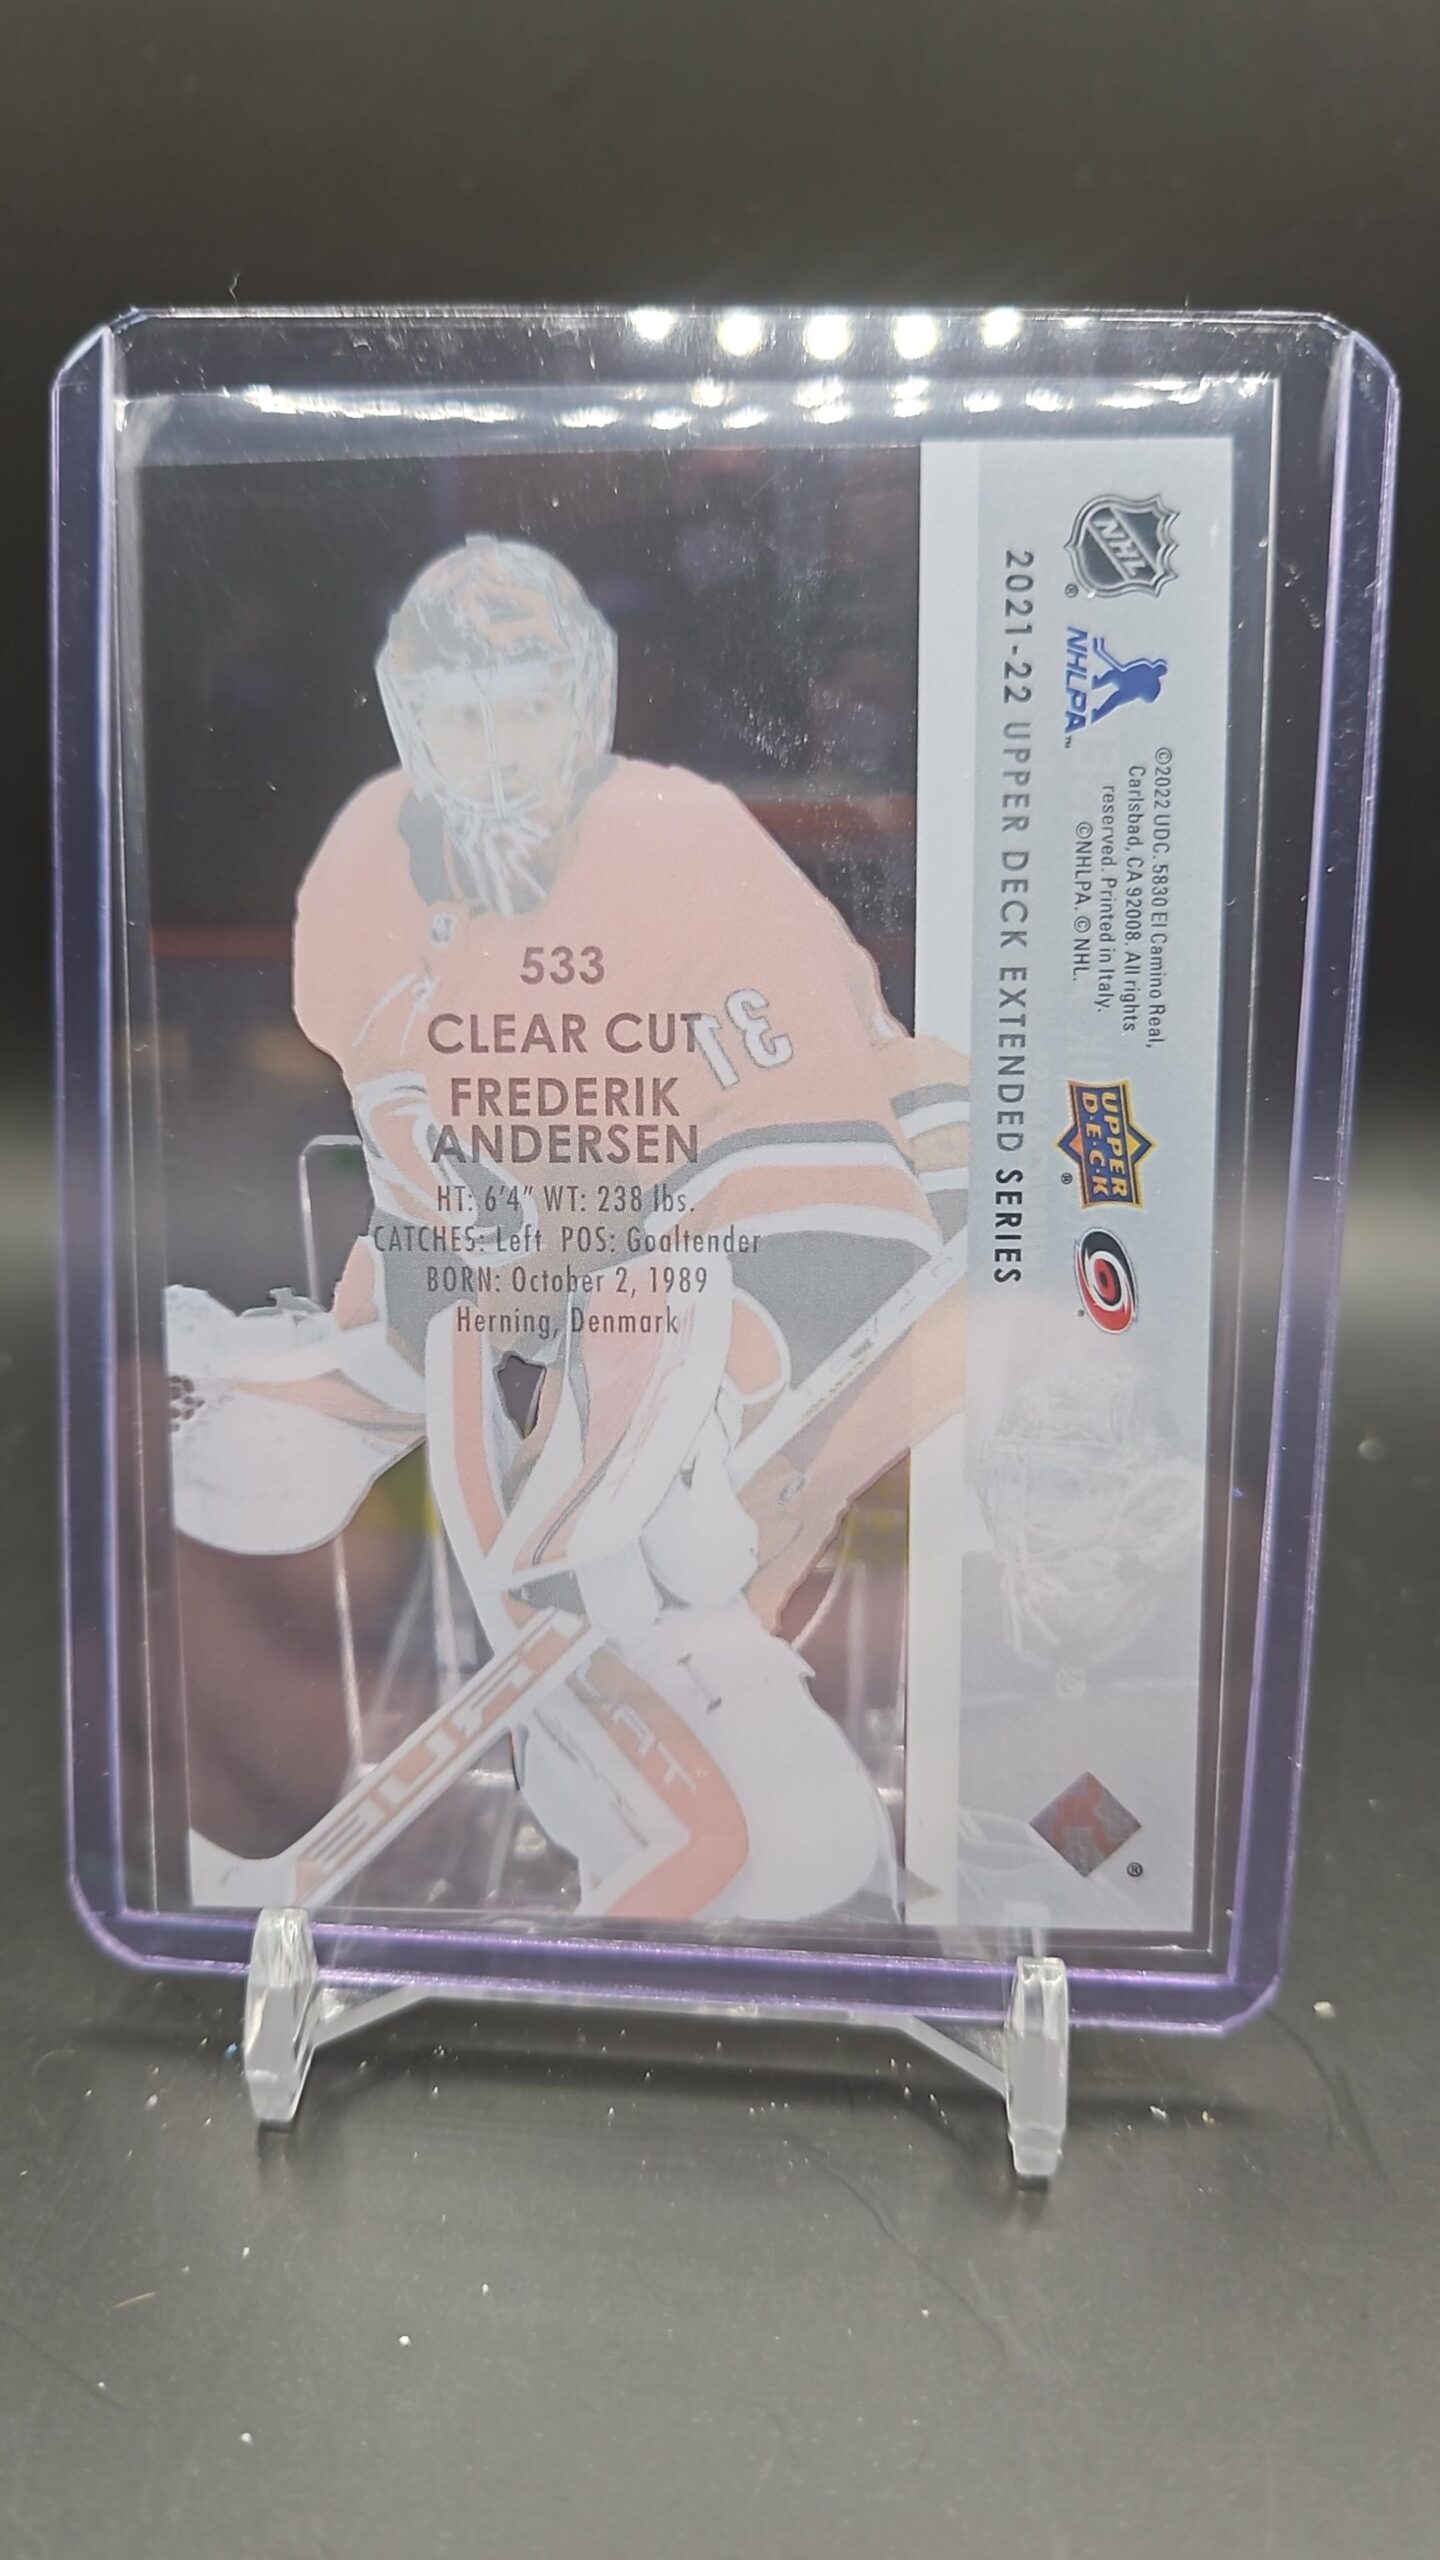 533
CLEAR CUT
FREDERIK
ANDERSEN
HT: 6'4" WT: 238 lbs.
CATCHES: Left POS: Goaltender
BORN: October 2, 1989
Herning, Denmark
31
TRUE
2021-22 UPPER DECK EXTENDED SERIES
NHL
®
NHLPA
™
©2022 UDC. 5830 El Camino Real,
Carlsbad, CA 92008. All rights
reserved. Printed in Italy.
©NHLPA. © NHL.
UPPER
D·E·C·K
®
®
®